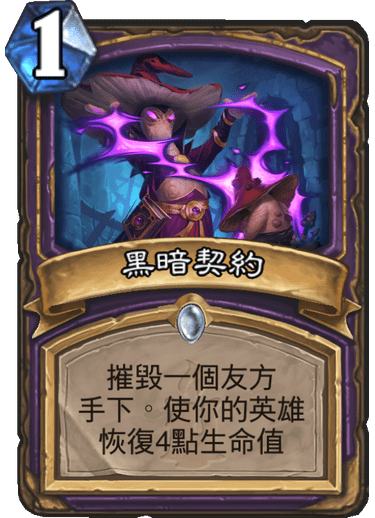 1
黑暗契約
摧毀一個友方
手下。使你的英雄
恢復4點生命值